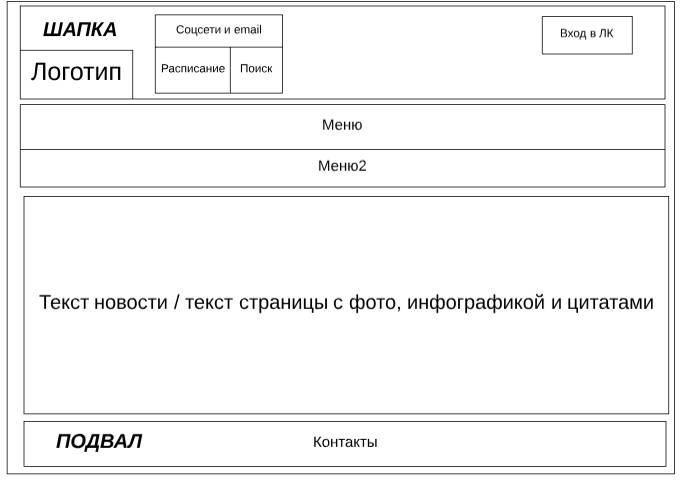 ШАПКА
Логотип
Соцсети и email
Расписание
Поиск
Вход в ЛК
Меню
Меню2
Текст новости / текст страницы с фото, инфографикой и цитатами
ПОДВАЛ
Контакты